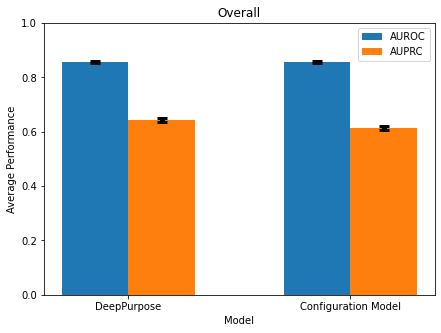 Overall
AUROC
AUPRC
Average Performance
1.0
0.8
0.6
0.4
0.2
0.0
DeepPurpose
Configuration Model
Model